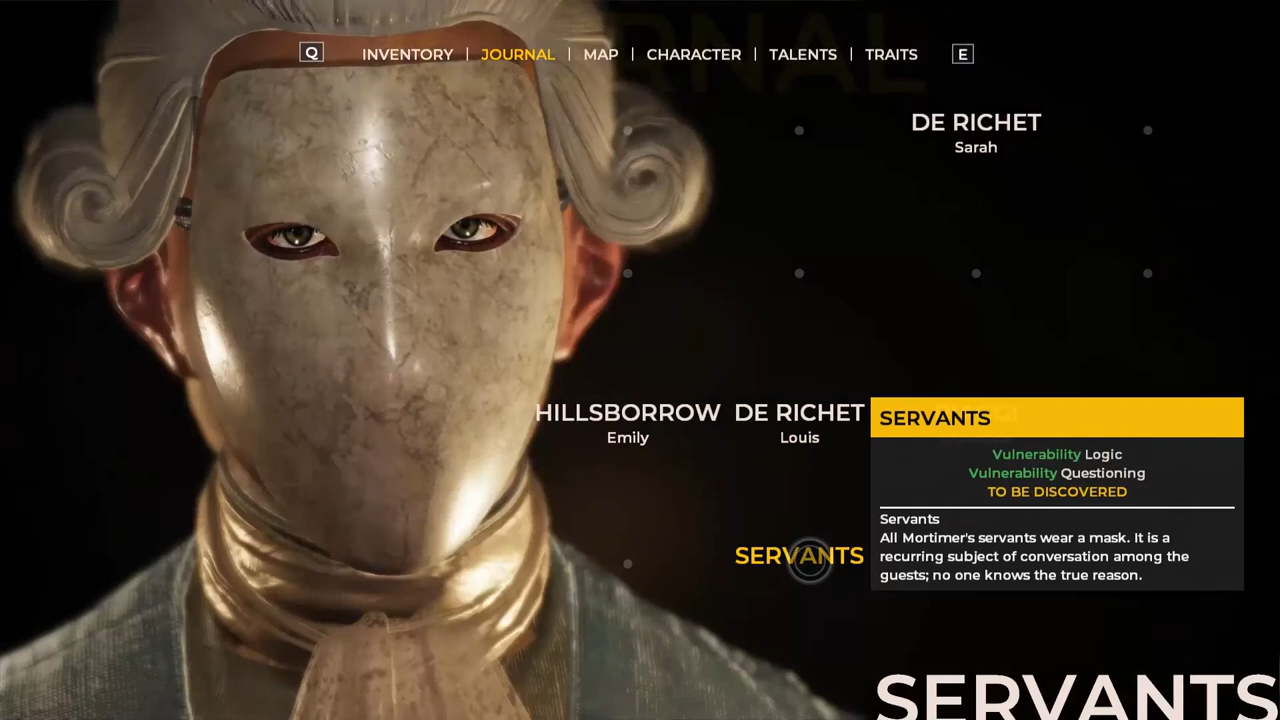 Q INVENTORY | JOURNAL | MAP | CHARACTER | TALENTS | TRAITS E
DE RICHET
Sarah
HILLSBORROW
Emily
DE RICHET
Louis
SERVANTS
SERVANTS
Vulnerability Logic
Vulnerability Questioning
TO BE DISCOVERED
Servants
All Mortimer's servants wear a mask. It is a
recurring subject of conversation among the
guests; no one knows the true reason.
SERVANTS